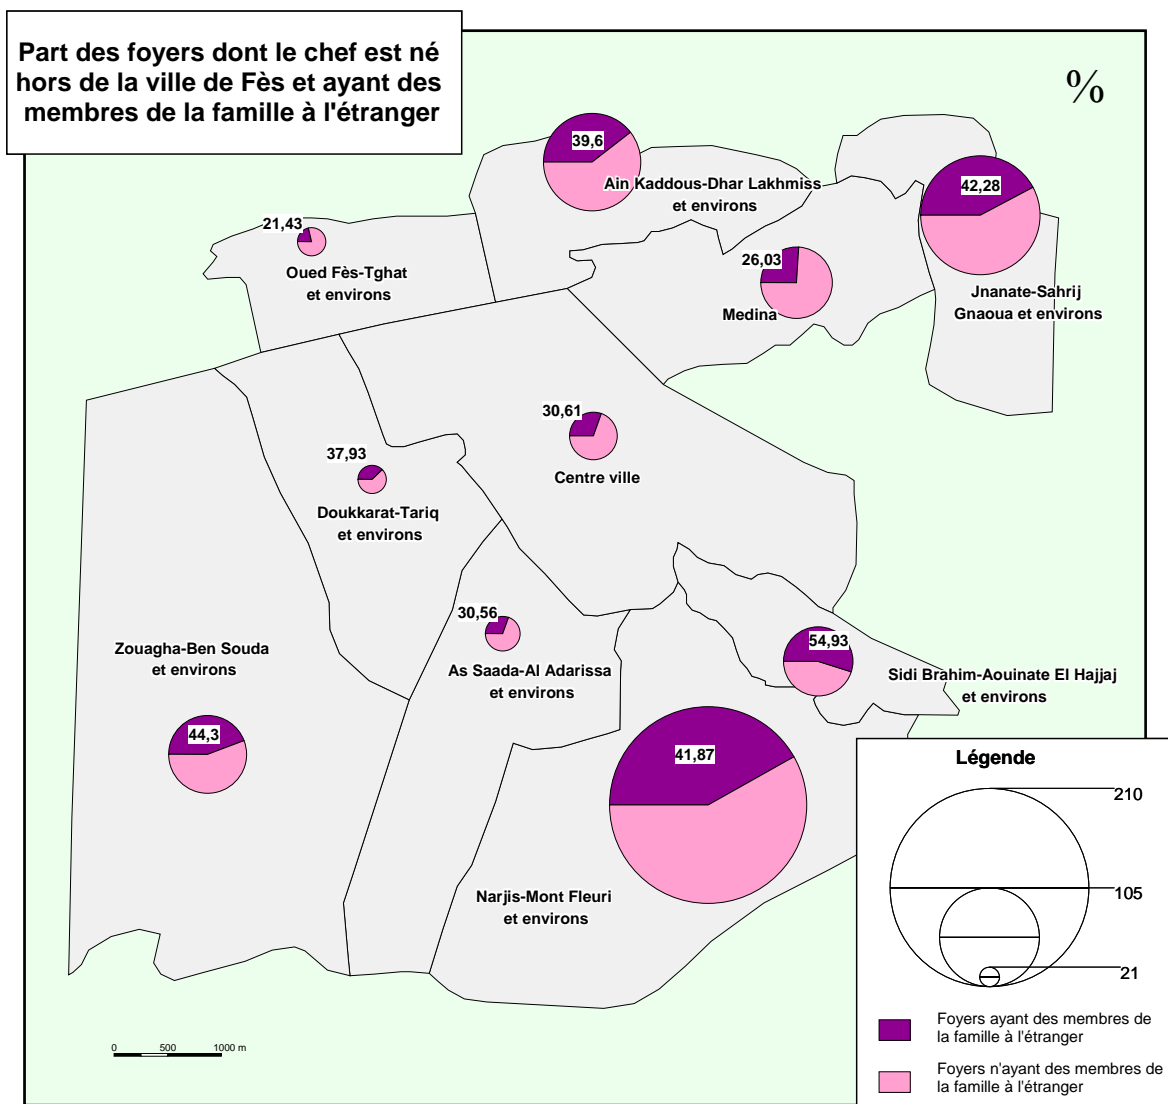 Part des foyers dont le chef est né
hors de la ville de Fès et ayant des
membres de la famille à l'étranger
%
39,6
Ain Kaddous-Dhar Lakhmiss
et environs
42,28
Jnanate-Sahrij
Gnaoua et environs
21,43
Oued Fès-Tghat
et environs
26,03
Medina
30,61
Centre ville
37,93
Doukkarat-Tariq
et environs
30,56
As Saada-Al Adarissa
et environs
54,93
Sidi Brahim-Aouinate El Hajjaj
et environs
Zouagha-Ben Souda
et environs
44,3
41,87
Narjis-Mont Fleuri
et environs
Légende
210
105
21
Foyers ayant des membres de
la famille à l'étranger
Foyers n'ayant des membres de
la famille à l'étranger
0 500 1000 m